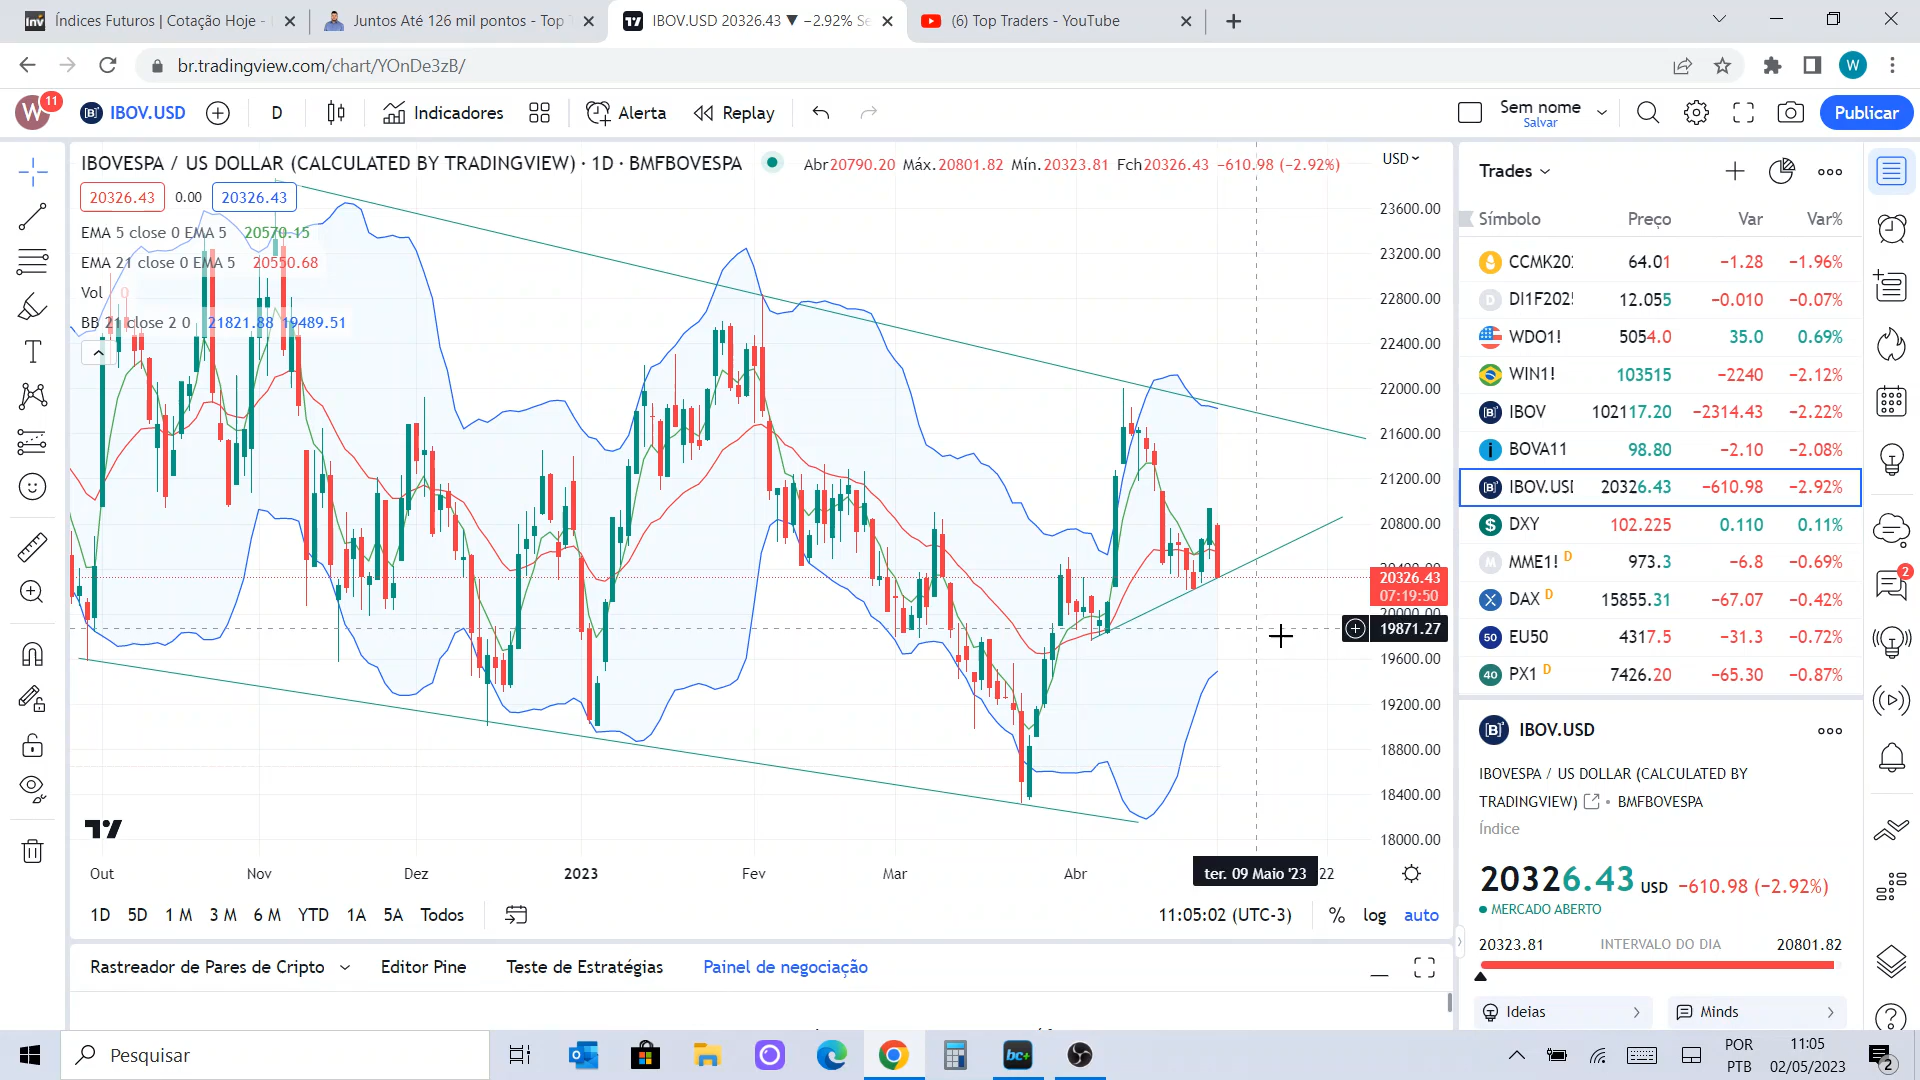 Índices Futuros | Cotação Hoje -
Juntos Até 126 mil pontos - Top
IBOV.USD 20326.43 ▼ −2.92% Se
(6) Top Traders - YouTube
br.tradingview.com/chart/YOnDe3zB/
W
W 11
IBOV.USD
D
Indicadores
Alerta
Replay
Sem nome
Salvar
Publicar
IBOVESPA / US DOLLAR (CALCULATED BY TRADINGVIEW) · 1D · BMFBOVESPA
Abr20790.20 Máx.20801.82 Mín.20323.81 Fch20326.43 −610.98 (−2.92%)
USD
20326.43 0.00 20326.43
EMA 5 close 0 EMA 5 20570.15
EMA 21 close 0 EMA 5 20550.68
Vol 0
BB 21 close 2 0 21821.88 19489.51
23600.00
23200.00
22800.00
22400.00
22000.00
21600.00
21200.00
20800.00
20326.43
07:19:50
20000.00
19871.27
19600.00
19200.00
18800.00
18400.00
18000.00
Out Nov Dez 2023 Fev Mar Abr ter. 09 Maio '23 22
1D 5D 1 M 3 M 6 M YTD 1A 5A Todos
11:05:02 (UTC-3) % log auto
Rastreador de Pares de Cripto
Editor Pine
Teste de Estratégias
Painel de negociação
Trades
Símbolo Preço Var Var%
CCMK20 64.01 −1.28 −1.96%
DI1F202 12.055 −0.010 −0.07%
WDO1! 5054.0 35.0 0.69%
WIN1! 103515 −2240 −2.12%
IBOV 102117.20 −2314.43 −2.22%
BOVA11 98.80 −2.10 −2.08%
IBOV.USD 20326.43 −610.98 −2.92%
DXY 102.225 0.110 0.11%
MME1! D 973.3 −6.8 −0.69%
DAX D 15855.31 −67.07 −0.42%
50 EU50 4317.5 −31.3 −0.72%
40 PX1 D 7426.20 −65.30 −0.87%
IBOV.USD
IBOVESPA / US DOLLAR (CALCULATED BY
TRADINGVIEW) • BMFBOVESPA
Índice
20326.43 USD −610.98 (−2.92%)
MERCADO ABERTO
20323.81 INTERVALO DO DIA 20801.82
Ideias
Minds
2
Pesquisar
bc+
POR
PTB
11:05
02/05/2023
2